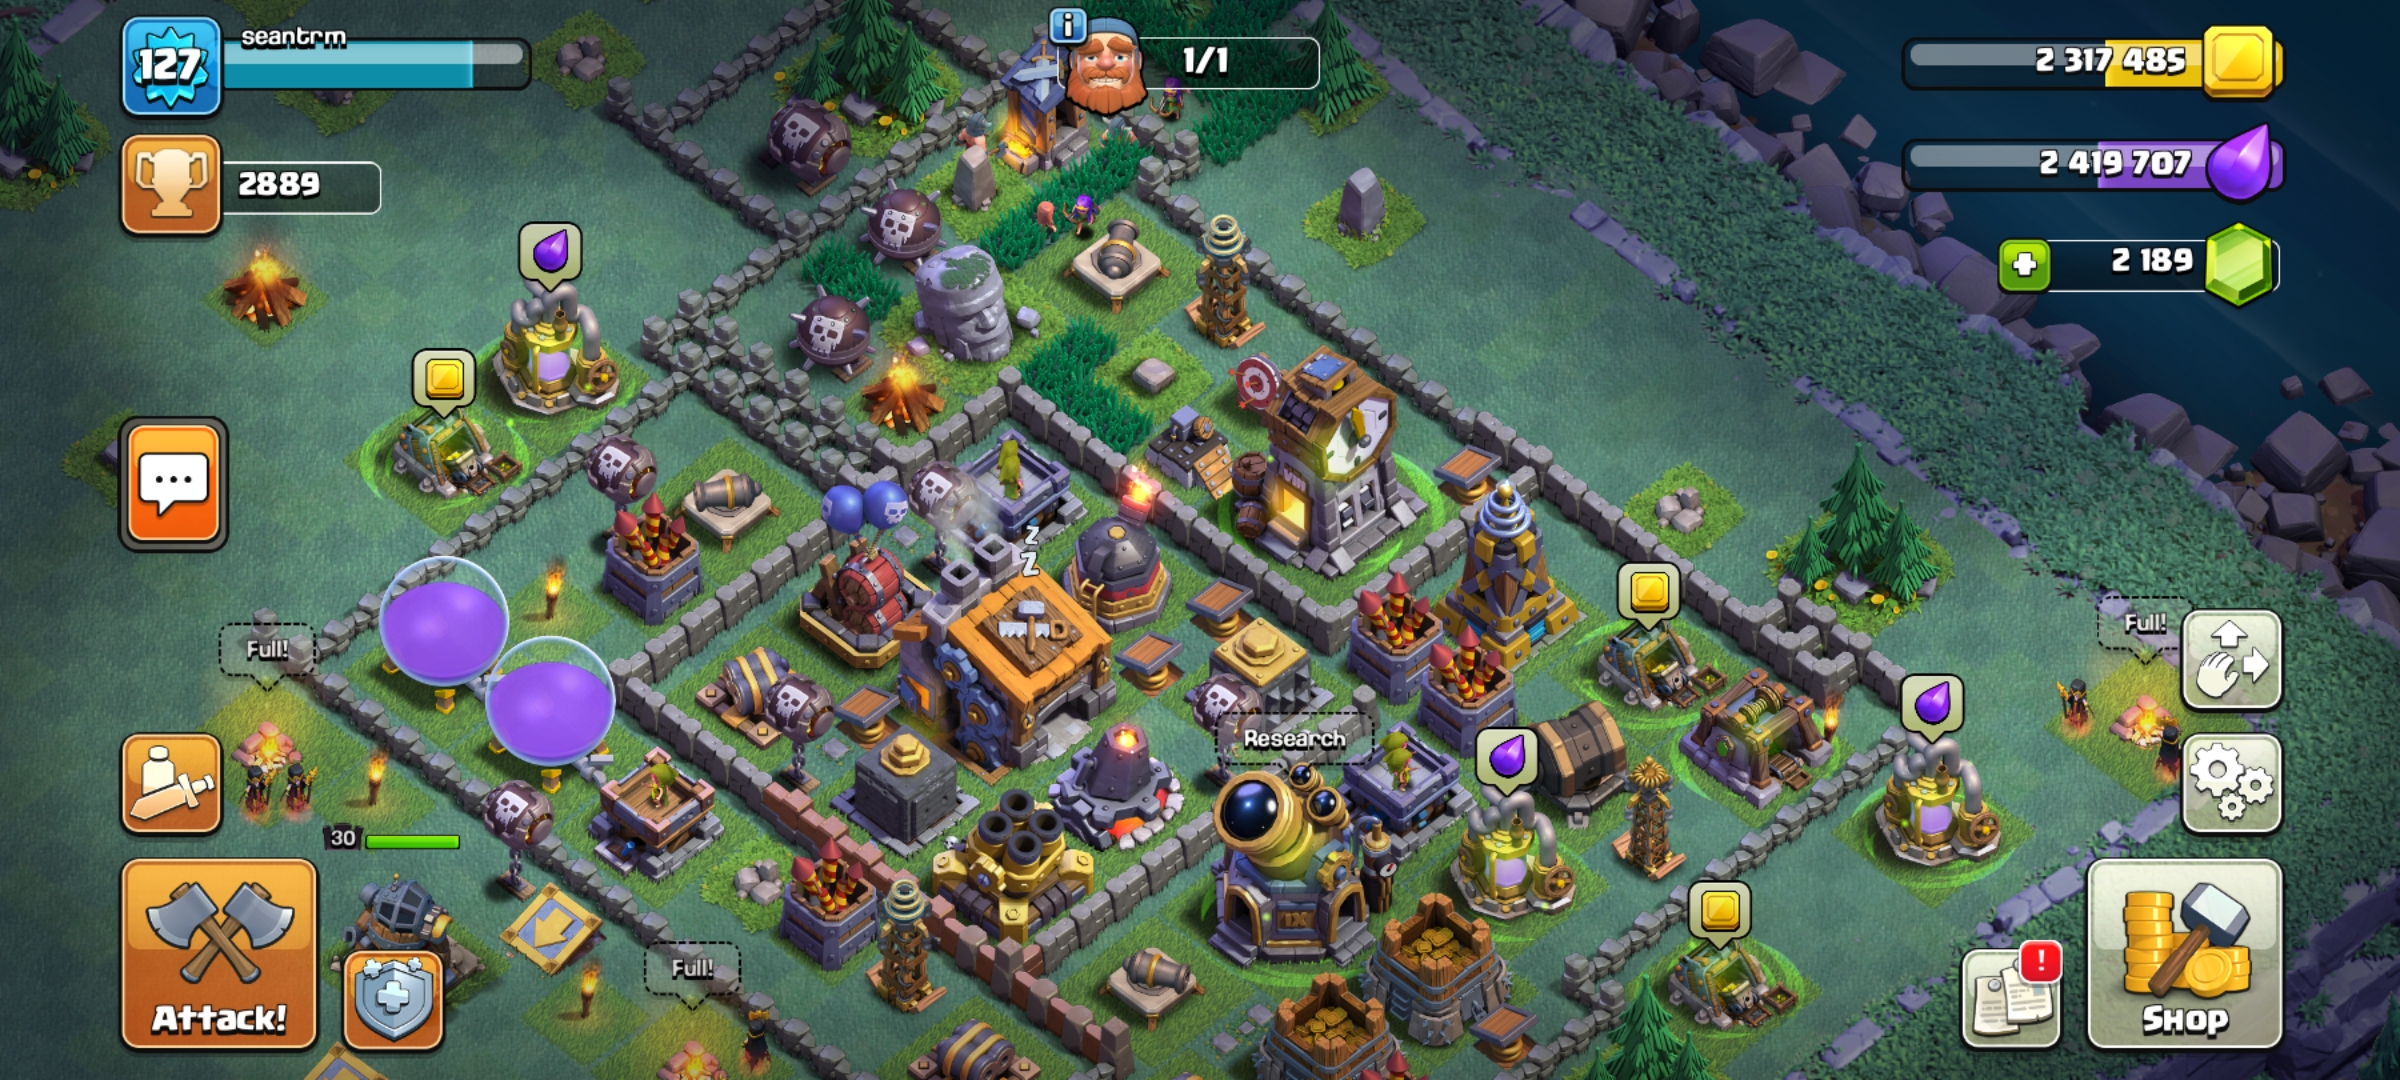 127
seantrm
1/1
2 317 485
2889
2 419 707
2 189
z
Z
Full!
Full!
Research
30
Full!
IX
Attack!
!
Shop